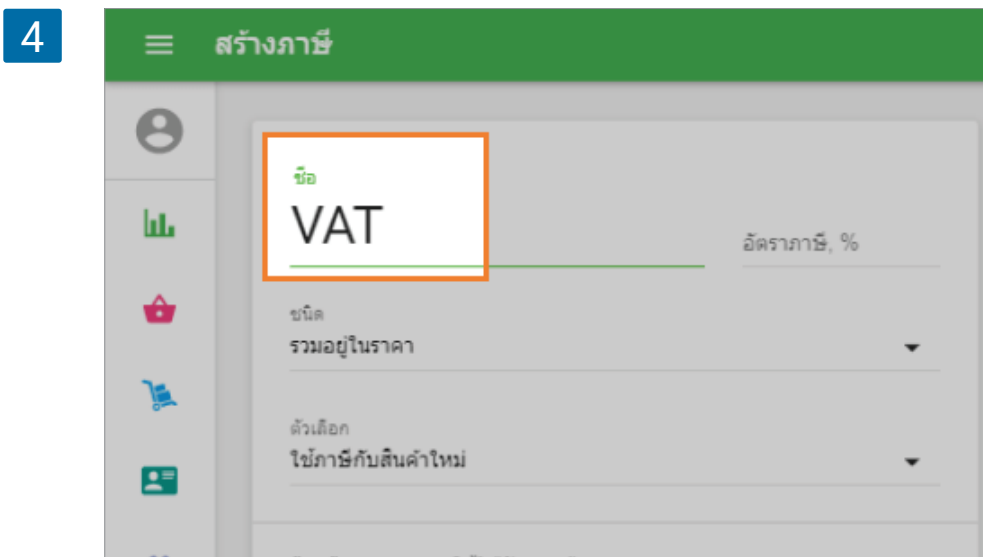 4
สร้างภาษี
ชื่อ
VAT
อัตราภาษี, %
ชนิด
รวมอยู่ในราคา
ตัวเลือก
ใช้ภาษีกับสินค้าใหม่